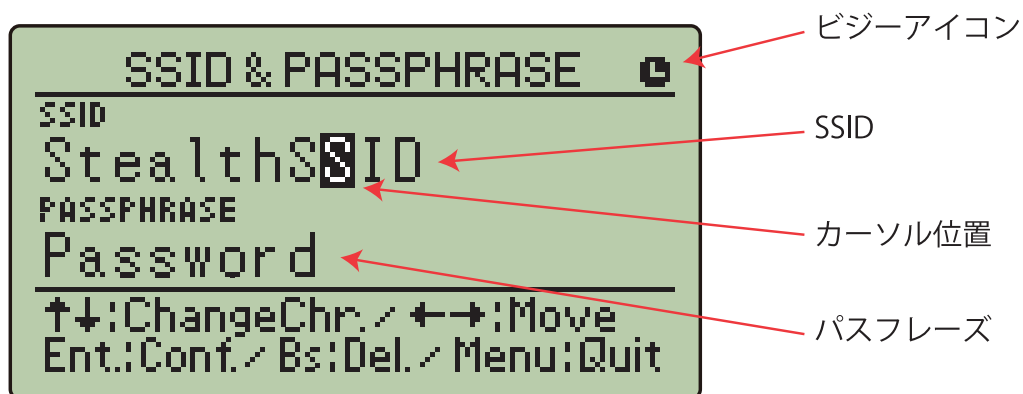 SSID & PASSPHRASE
ビジーアイコン
SSID
StealthSSID
SSID
PASSPHRASE
カーソル位置
Password
パスフレーズ
↑↓:ChangeChr./ ←→:Move
Ent.:Conf./ Bs:Del./ Menu:Quit